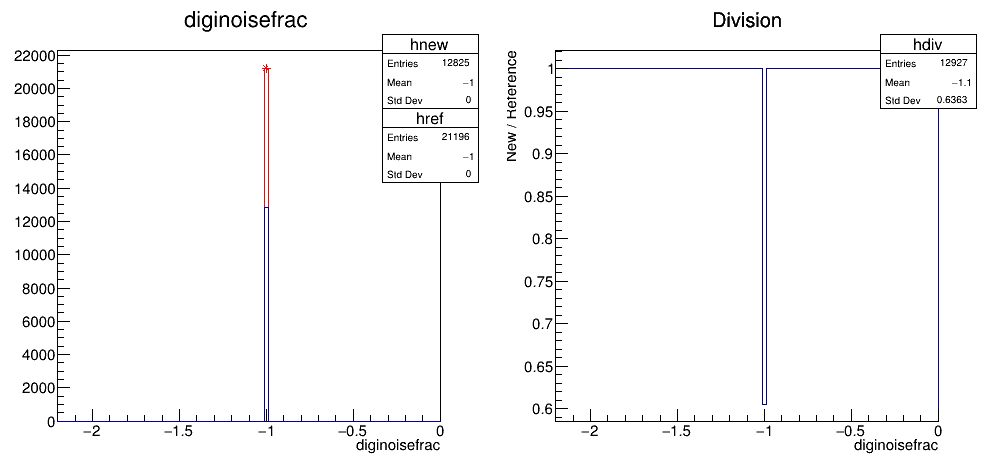 diginoisefrac
hnew
Entries 12825
Mean −1
Std Dev 0
href
Entries 21196
Mean −1
Std Dev 0
22000
20000
18000
16000
14000
12000
10000
8000
6000
4000
2000
0
−2 −1.5 −1 −0.5 0
diginoisefrac
Division
hdiv
Entries 12927
Mean −1.1
Std Dev 0.6363
New / Reference
1
0.95
0.9
0.85
0.8
0.75
0.7
0.65
0.6
−2 −1.5 −1 −0.5 0
diginoisefrac